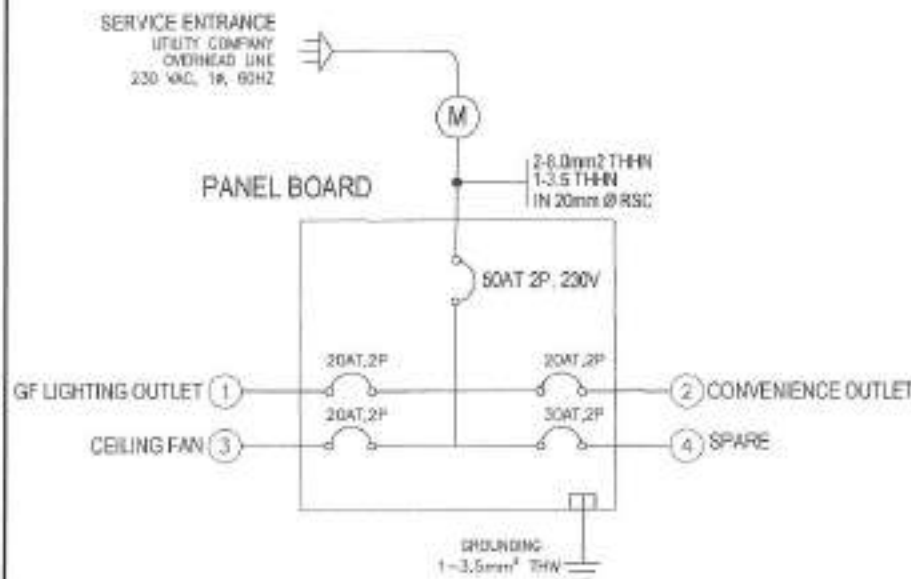 SERVICE ENTRANCE
UTILITY COMPANY
OVERHEAD LINE
230 VAC, 1Ø, 60HZ
M
2-8.0mm2 THHN
1-3.5 THHN
IN 20mm Ø RSC
PANEL BOARD
50AT 2P, 230V
20AT,2P
20AT,2P
GF LIGHTING OUTLET 1
2 CONVENIENCE OUTLET
20AT,2P
30AT,2P
CEILING FAN 3
4 SPARE
GROUNDING
1-3.5mm² THW